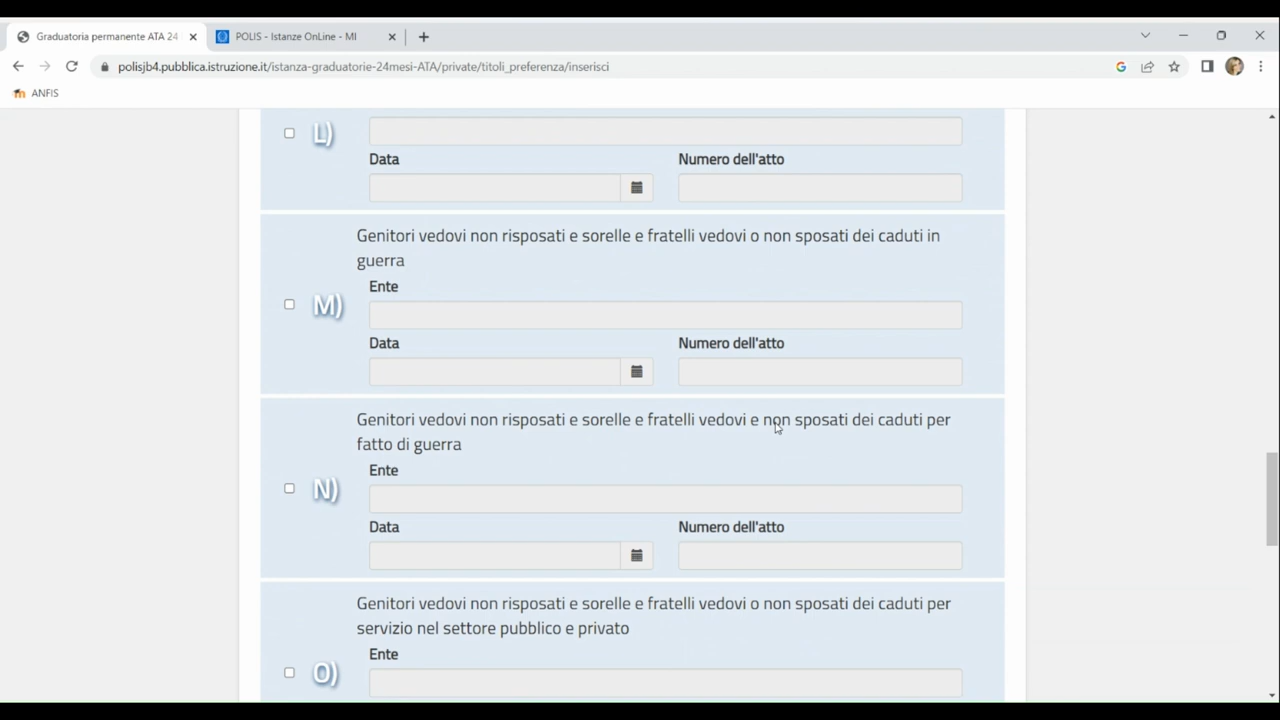 Graduatoria permanente ATA 24
POLIS - Istanze OnLine - MI
polisjb4.pubblica.istruzione.it/istanza-graduatorie-24mesi-ATA/private/titoli_preferenza/inserisci
ANFIS
L)
Data
Numero dell'atto
Genitori vedovi non risposati e sorelle e fratelli vedovi o non sposati dei caduti in
guerra
Ente
M)
Data
Numero dell'atto
Genitori vedovi non risposati e sorelle e fratelli vedovi e non sposati dei caduti per
fatto di guerra
Ente
N)
Data
Numero dell'atto
Genitori vedovi non risposati e sorelle e fratelli vedovi o non sposati dei caduti per
servizio nel settore pubblico e privato
Ente
O)